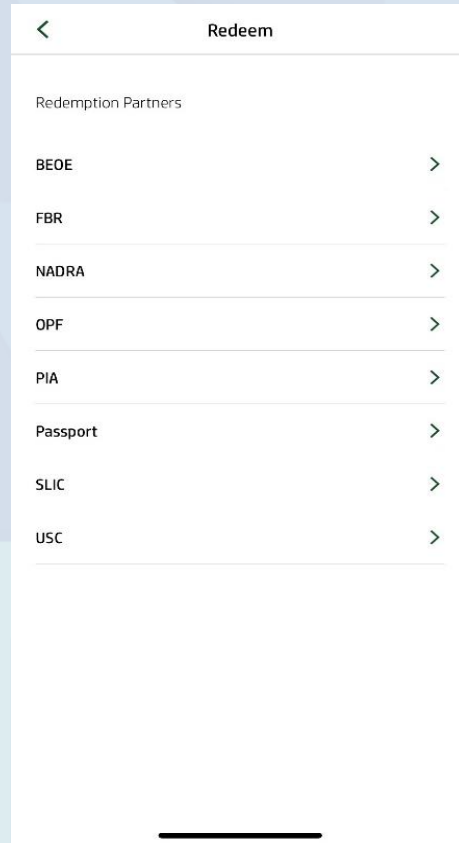 Redeem
Redemption Partners
BEOE
FBR
NADRA
OPF
PIA
Passport
SLIC
USC